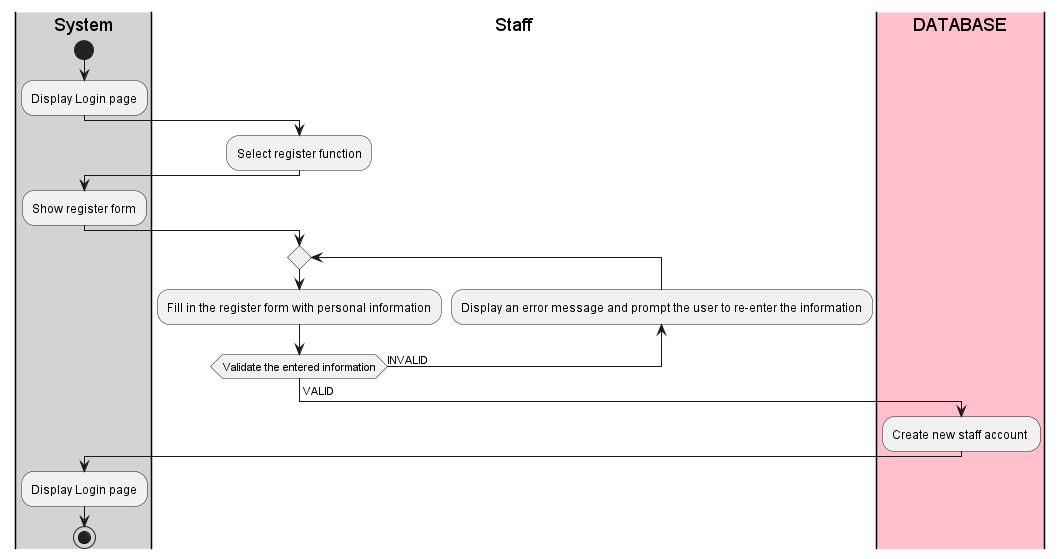 System
Staff
DATABASE
Display Login page
Select register function
Show register form
Fill in the register form with personal information
Display an error message and prompt the user to re-enter the information
Validate the entered information
INVALID
VALID
Create new staff account
Display Login page